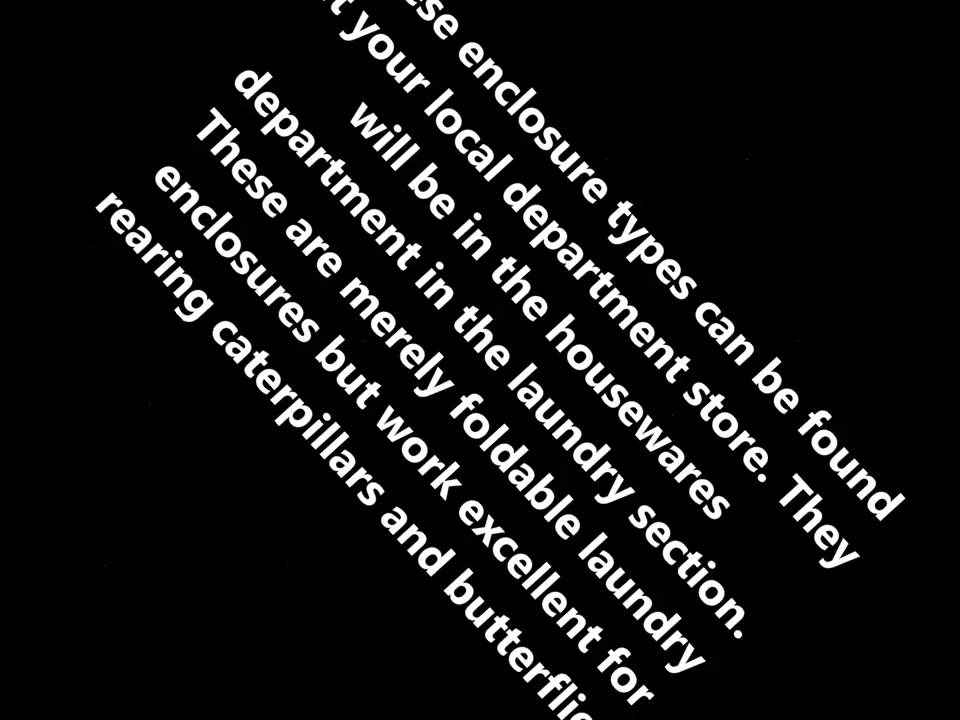 enclosure types can be found
your local department store. They
will be in the housewares
department in the laundry section.
These are merely foldable laundry
enclosures but work excellent for
rearing caterpillars and